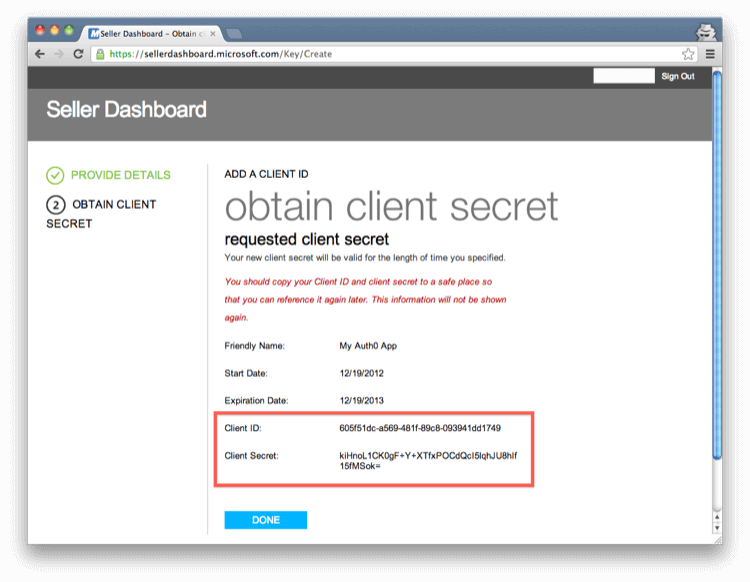 Seller Dashboard – Obtain c
https://sellerdashboard.microsoft.com/Key/Create
Sign Out
Seller Dashboard
PROVIDE DETAILS
2 OBTAIN CLIENT
SECRET
ADD A CLIENT ID
obtain client secret
requested client secret
Your new client secret will be valid for the length of time you specified.
You should copy your Client ID and client secret to a safe place so
that you can reference it again later. This information will not be shown
again.
Friendly Name: My Auth0 App
Start Date: 12/19/2012
Expiration Date: 12/19/2013
Client ID: 605f51dc-a569-481f-89c8-093941dd1749
Client Secret: kiHnoL1CK0gF+Y+XTfxPOCdQcI5lqhJU8hIf
15fMSok=
DONE